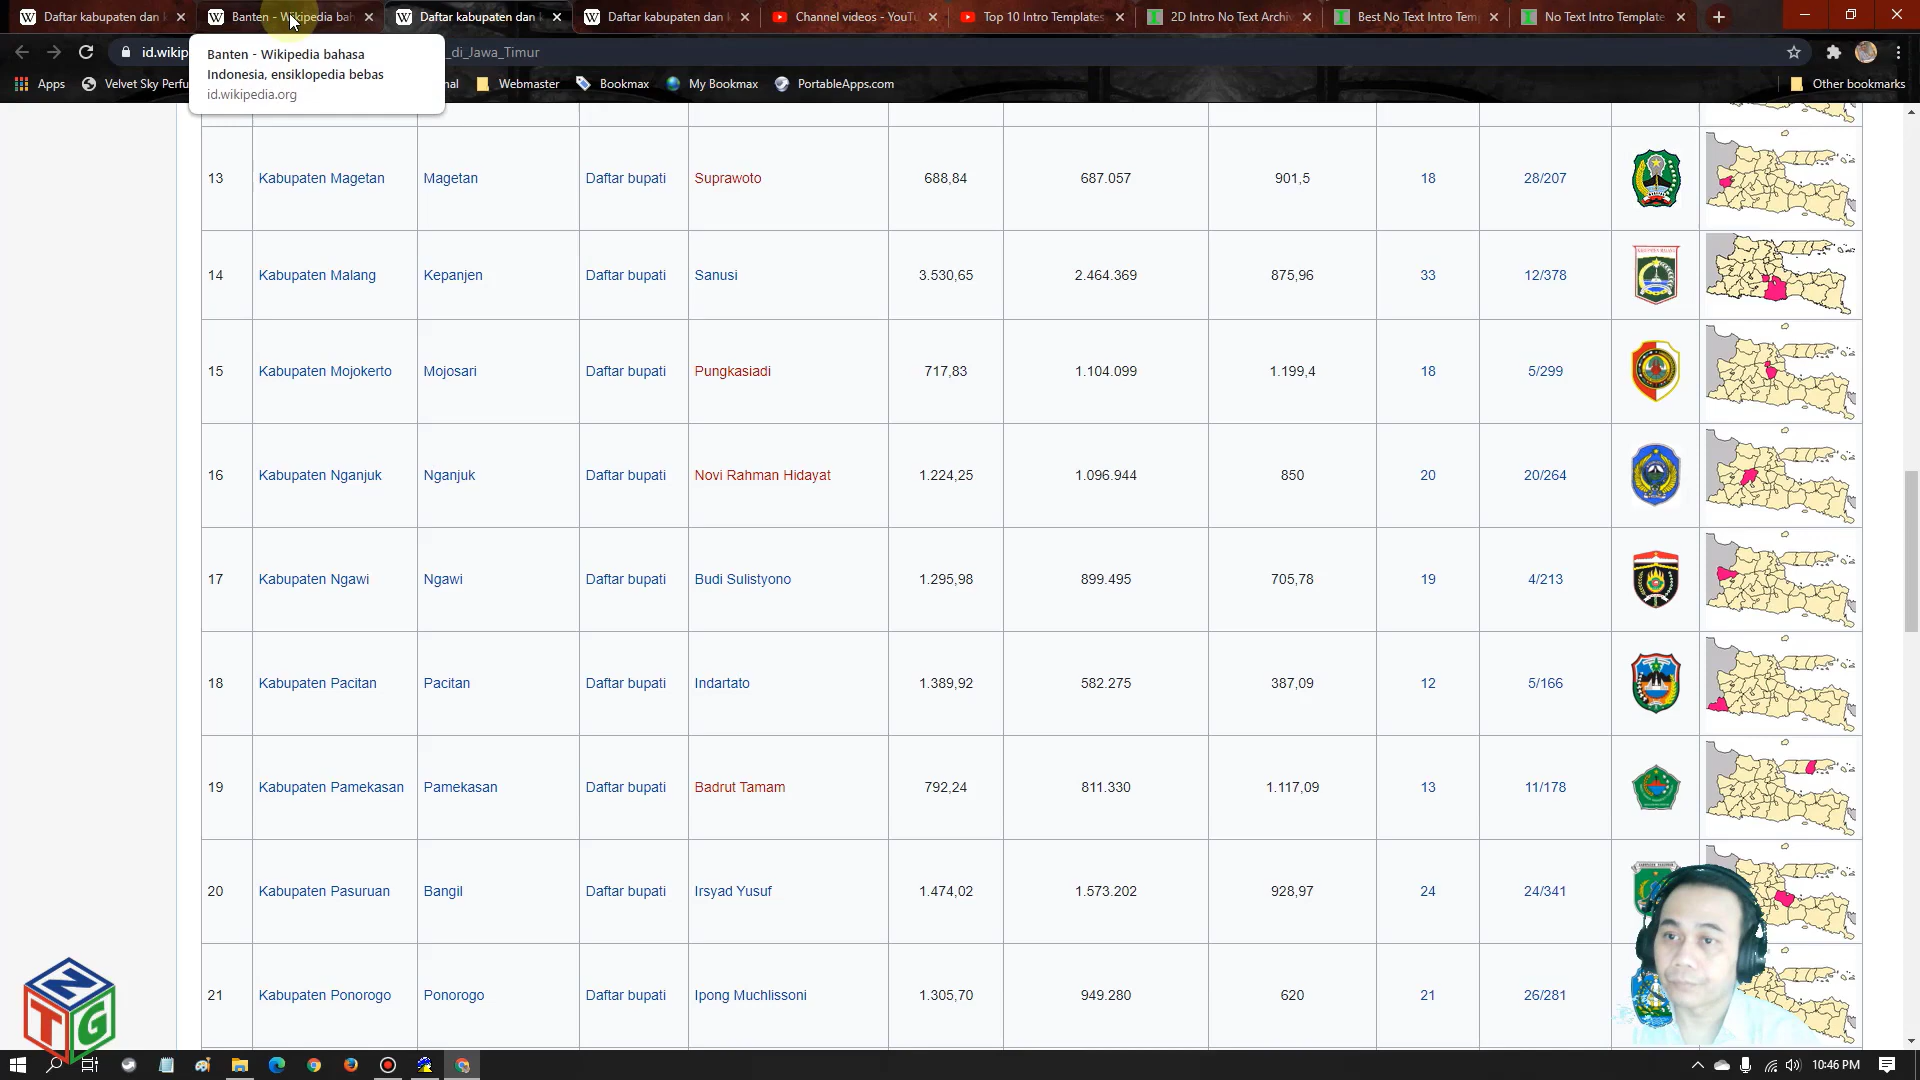 Daftar kabupaten dan
Banten - Wikipedia bah
Daftar kabupaten dan
Daftar kabupaten dan
Channel videos - YouTu
Top 10 Intro Templates
2D Intro No Text Archiv
Best No Text Intro Temp
No Text Intro Template
id.wikip
_di_Jawa_Timur
Banten - Wikipedia bahasa
Indonesia, ensiklopedia bebas
id.wikipedia.org
Apps
Velvet Sky Perfu
nal
Webmaster
Bebmax
My Bookmax
PortableApps.com
Other bookmarks
13 Kabupaten Magetan Magetan Daftar bupati Suprawoto 688,84 687.057 901,5 18 28/207
14 Kabupaten Malang Kepanjen Daftar bupati Sanusi 3.530,65 2.464.369 875,96 33 12/378
15 Kabupaten Mojokerto Mojosari Daftar bupati Pungkasiadi 717,83 1.104.099 1.199,4 18 5/299
16 Kabupaten Nganjuk Nganjuk Daftar bupati Novi Rahman Hidayat 1.224,25 1.096.944 850 20 20/264
17 Kabupaten Ngawi Ngawi Daftar bupati Budi Sulistyono 1.295,98 899.495 705,78 19 4/213
18 Kabupaten Pacitan Pacitan Daftar bupati Indartato 1.389,92 582.275 387,09 12 5/166
19 Kabupaten Pamekasan Pamekasan Daftar bupati Badrut Tamam 792,24 811.330 1.117,09 13 11/178
20 Kabupaten Pasuruan Bangil Daftar bupati Irsyad Yusuf 1.474,02 1.573.202 928,97 24 24/341
21 Kabupaten Ponorogo Ponorogo Daftar bupati Ipong Muchlissoni 1.305,70 949.280 620 21 26/281
N
T G
10:46 PM